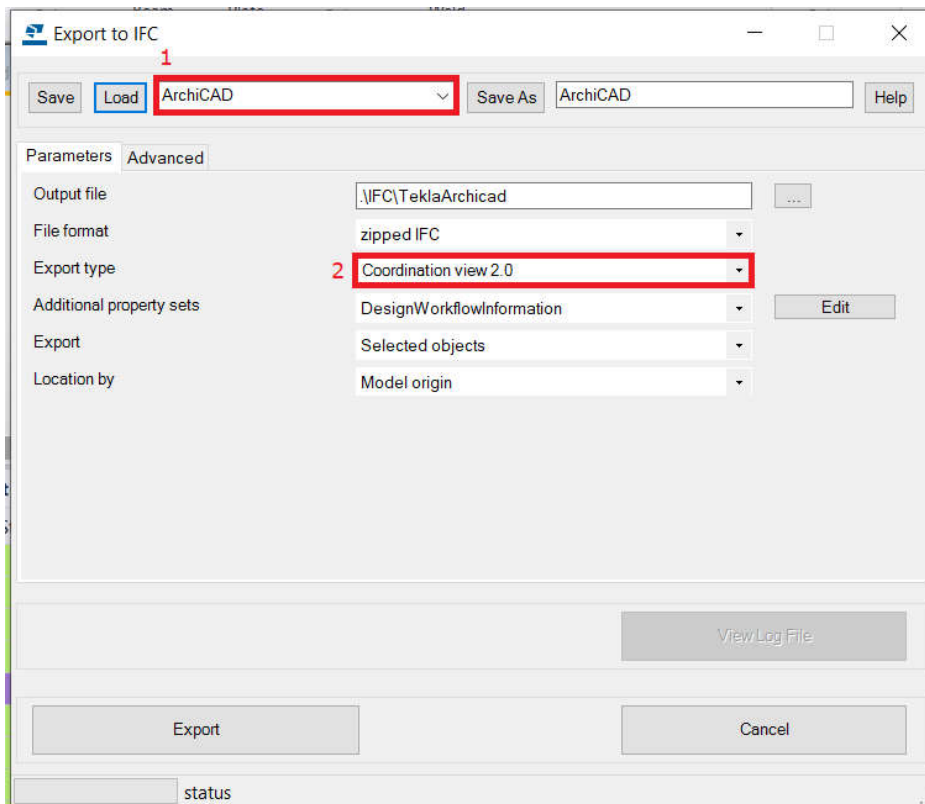 Export to IFC
1
Save Load ArchiCAD Save As ArchiCAD Help
Parameters Advanced
Output file .\IFC\TeklaArchicad ...
File format zipped IFC
Export type 2 Coordination view 2.0
Additional property sets DesignWorkflowInformation Edit
Export Selected objects
Location by Model origin
View Log File
Export Cancel
status